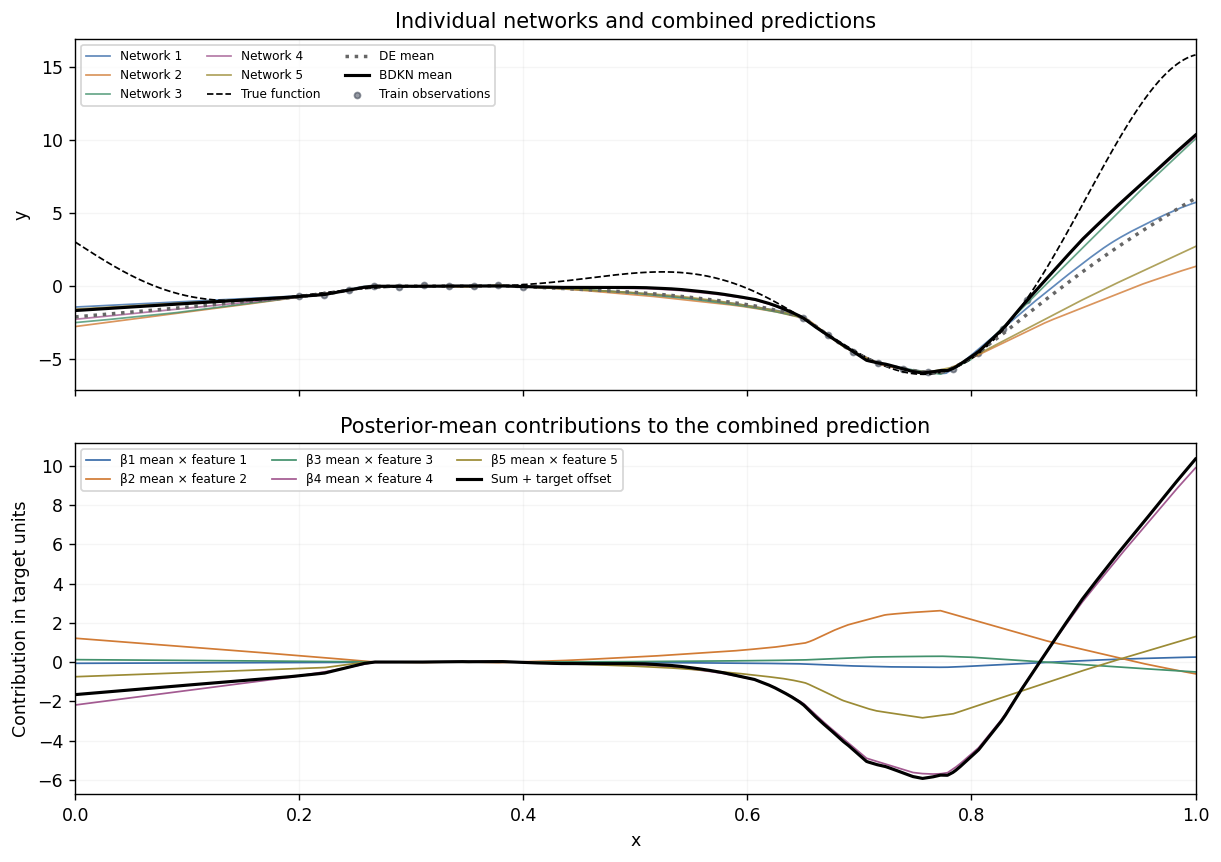 Individual networks and combined predictions
Network 1
Network 2
Network 3
Network 4
Network 5
True function
DE mean
BDKN mean
Train observations
15
10
5
0
−5
y
Posterior-mean contributions to the combined prediction
β1 mean × feature 1
β2 mean × feature 2
β3 mean × feature 3
β4 mean × feature 4
β5 mean × feature 5
Sum + target offset
10
8
6
4
2
0
−2
−4
−6
Contribution in target units
0.0 0.2 0.4 0.6 0.8 1.0
x